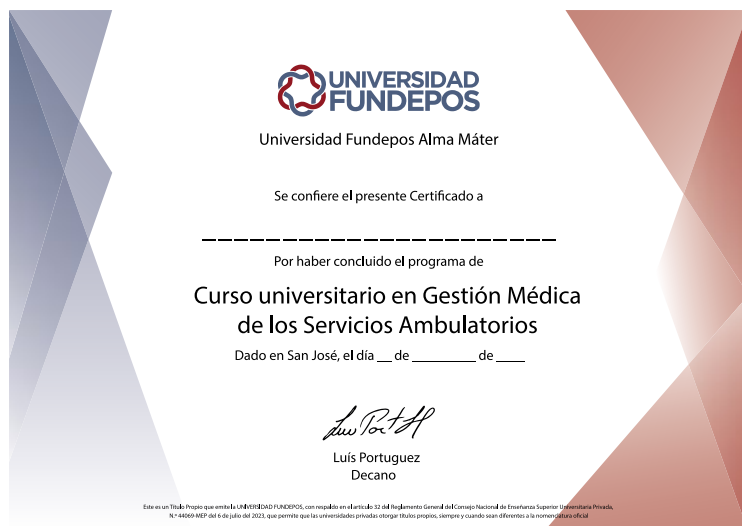 UNIVERSIDAD
FUNDEPOS
Universidad Fundepos Alma Máter
Se confiere el presente Certificado a
Por haber concluido el programa de
Curso universitario en Gestión Médica
de los Servicios Ambulatorios
Dado en San José, el día __ de ________ de ____
Luís Portuguez
Decano
Este es un Título Propio que emite la UNIVERSIDAD FUNDEPOS, con respaldo en el artículo 32 del Reglamento General del Consejo Nacional de Enseñanza Superior Universitaria Privada,
N.º 44069-MEP del 6 de julio del 2023, que permite que las universidades privadas otorgar títulos propios, siempre y cuando sean diferentes a la nomenclatura oficial